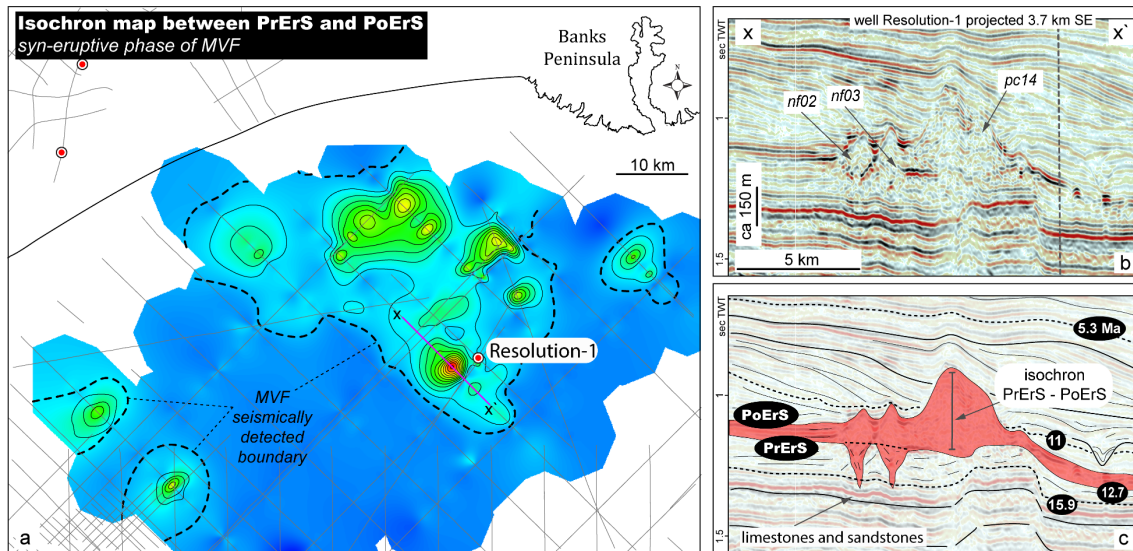 Isochron map between PrErS and PoErS
syn-eruptive phase of MVF
Banks
Peninsula
N
10 km
x
Resolution-1
x`
MVF
seismically
detected
boundary
a
well Resolution-1 projected 3.7 km SE
sec TWT
X
X`
nf02
nf03
pc14
1
ca 150 m
1.5
5 km
b
sec TWT
5.3 Ma
1
isochron
PrErS - PoErS
PoErS
PrErS
11
12.7
15.9
limestones and sandstones
1.5
c